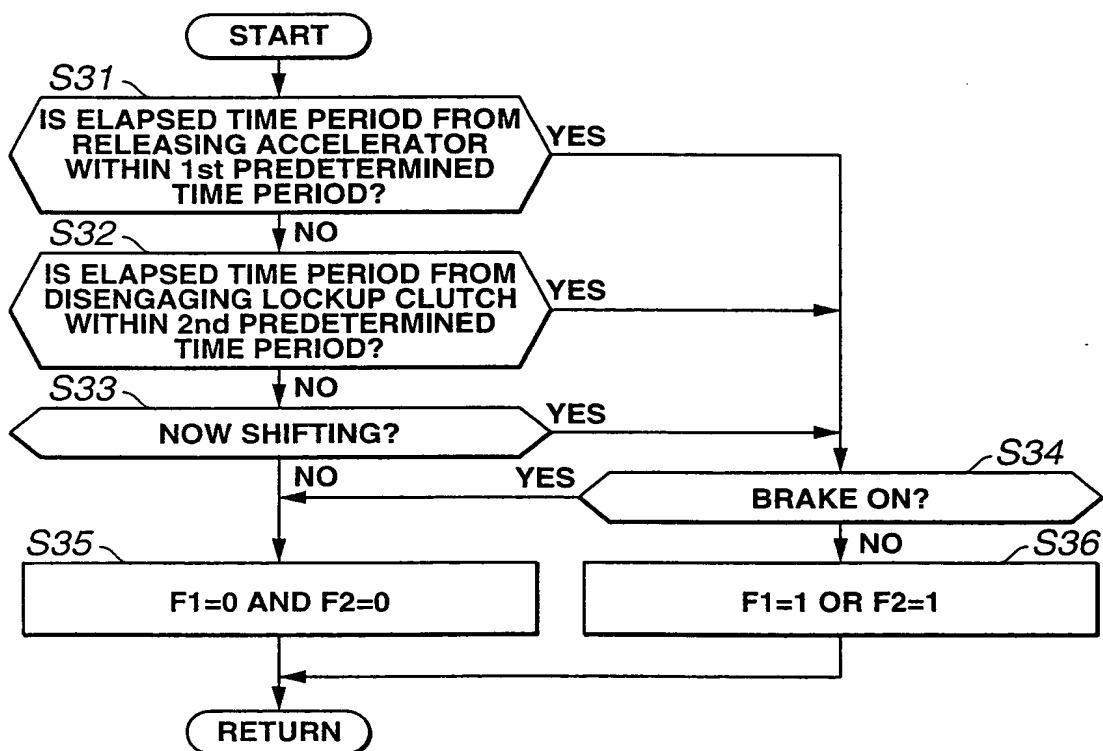 START
S31
IS ELAPSED TIME PERIOD FROM
RELEASING ACCELERATOR
WITHIN 1st PREDETERMINED
TIME PERIOD?
YES
NO
S32
IS ELAPSED TIME PERIOD FROM
DISENGAGING LOCKUP CLUTCH
WITHIN 2nd PREDETERMINED
TIME PERIOD?
YES
NO
S33
NOW SHIFTING?
YES
NO
S34
BRAKE ON?
YES
NO
S35
F1=0 AND F2=0
S36
F1=1 OR F2=1
RETURN